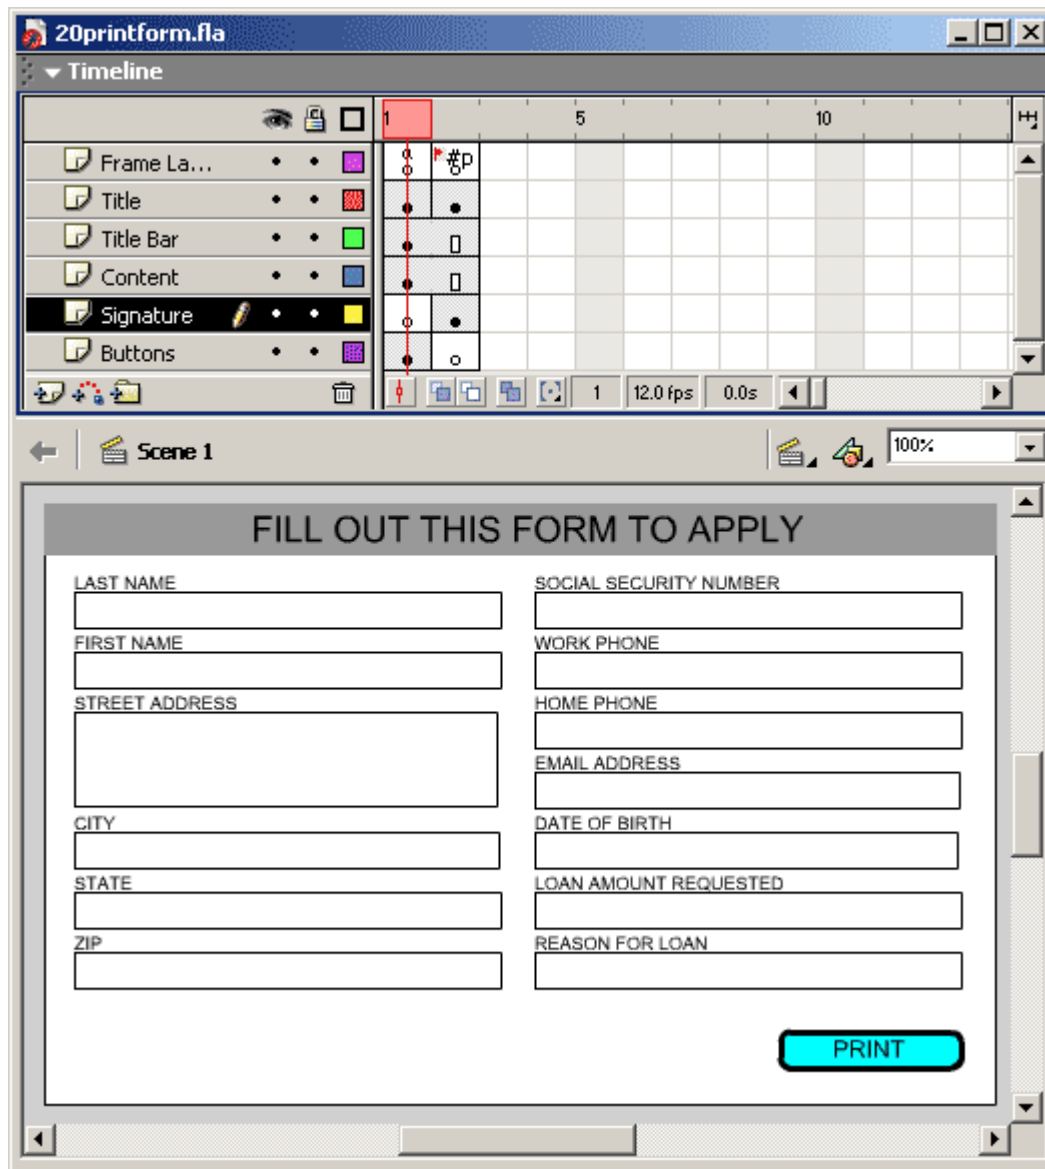 20printform.fla
Timeline
1 5 10
Frame La...
#p
Title
Title Bar
Content
Signature
Buttons
1 12.0 fps 0.0s
Scene 1
100%
FILL OUT THIS FORM TO APPLY
LAST NAME
FIRST NAME
STREET ADDRESS
CITY
STATE
ZIP
SOCIAL SECURITY NUMBER
WORK PHONE
HOME PHONE
EMAIL ADDRESS
DATE OF BIRTH
LOAN AMOUNT REQUESTED
REASON FOR LOAN
PRINT